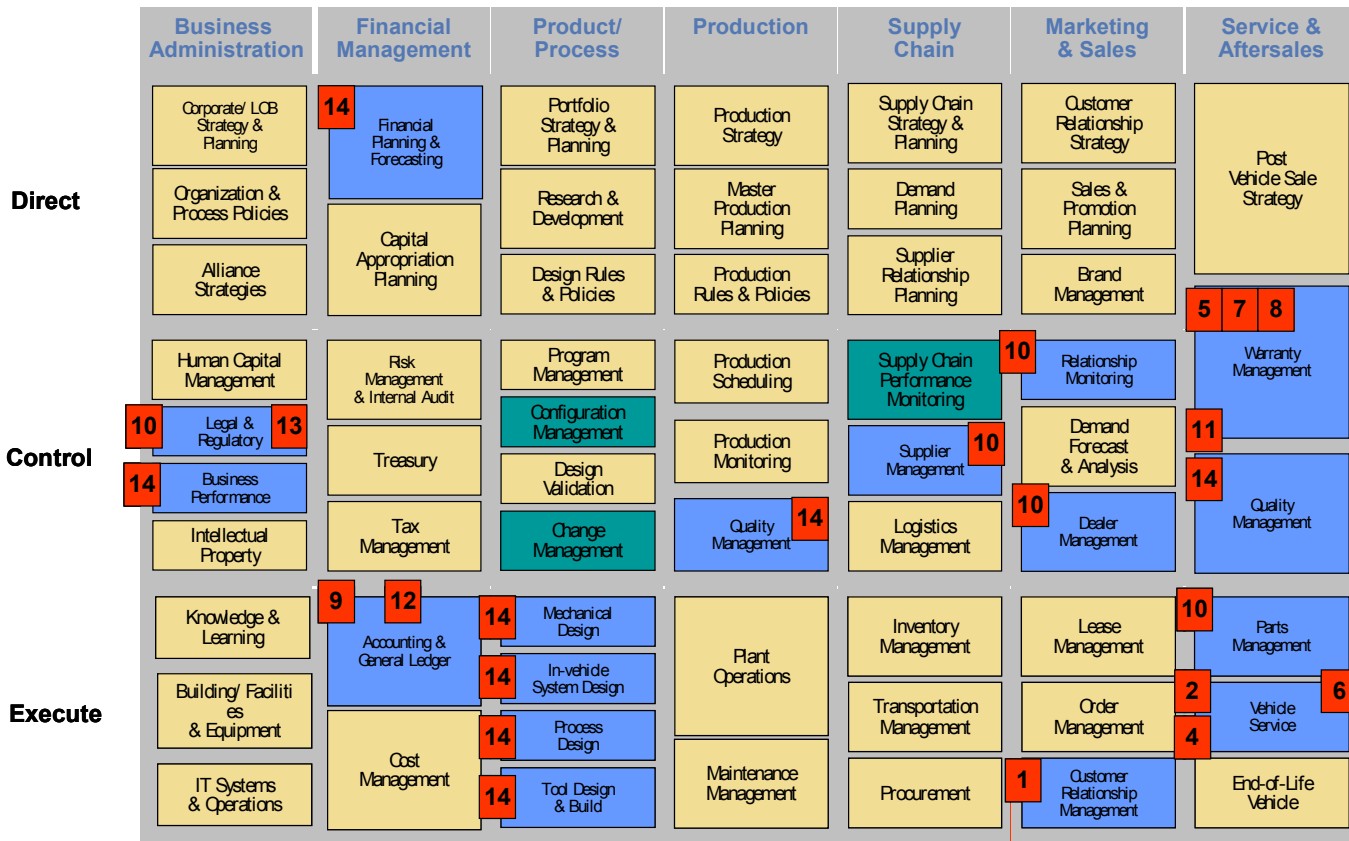 Business
Administration
Financial
Management
Product/
Process
Production
Supply
Chain
Marketing
& Sales
Service &
Aftersales
Direct
Corporate/ LOB
Strategy &
Planning
Organization &
Process Policies
Alliance
Strategies
14
Financial
Planning &
Forecasting
Capital
Appropriation
Planning
Portfolio
Strategy &
Planning
Research &
Development
Design Rules
& Policies
Production
Strategy
Master
Production
Planning
Production
Rules & Policies
Supply Chain
Strategy &
Planning
Demand
Planning
Supplier
Relationship
Planning
Customer
Relationship
Strategy
Sales &
Promotion
Planning
Brand
Management
Post
Vehicle Sale
Strategy
Control
Human Capital
Management
10
Legal &
Regulatory
13
14
Business
Performance
Intellectual
Property
Risk
Management
& Internal Audit
Treasury
Tax
Management
Program
Management
Configuration
Management
Design
Validation
Change
Management
Production
Scheduling
Production
Monitoring
Quality
Management
14
Supply Chain
Performance
Monitoring
Supplier
Management
10
Logistics
Management
10
Relationship
Monitoring
Demand
Forecast
& Analysis
10
Dealer
Management
5 7 8
Warranty
Management
11
14
Quality
Management
Execute
Knowledge &
Learning
Building/ Faciliti
es
& Equipment
IT Systems
& Operations
9 12
Accounting &
General Ledger
Cost
Management
14
Mechanical
Design
14
In-vehicle
System Design
14
Process
Design
14
Tool Design
& Build
Plant
Operations
Maintenance
Management
Inventory
Management
Transportation
Management
Procurement
Lease
Management
Order
Management
1
Customer
Relationship
Management
10
Parts
Management
2
6
Vehicle
Service
4
End-of-Life
Vehicle